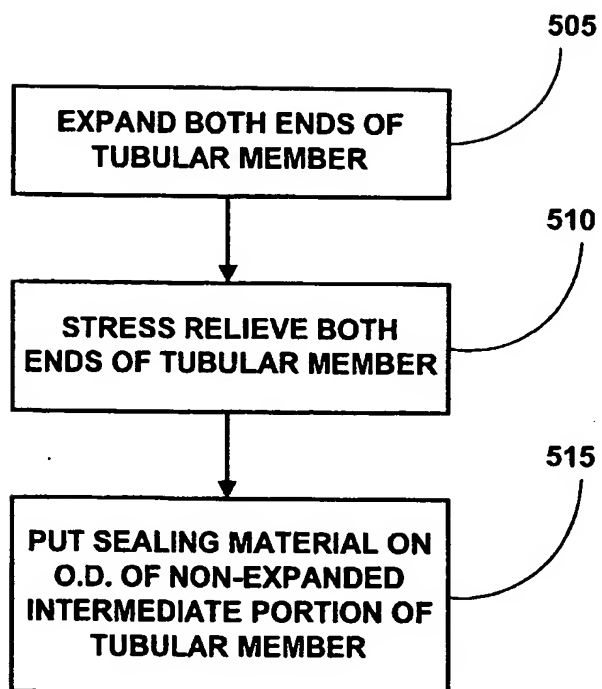 505
EXPAND BOTH ENDS OF
TUBULAR MEMBER
510
STRESS RELIEVE BOTH
ENDS OF TUBULAR MEMBER
515
PUT SEALING MATERIAL ON
O.D. OF NON-EXPANDED
INTERMEDIATE PORTION OF
TUBULAR MEMBER